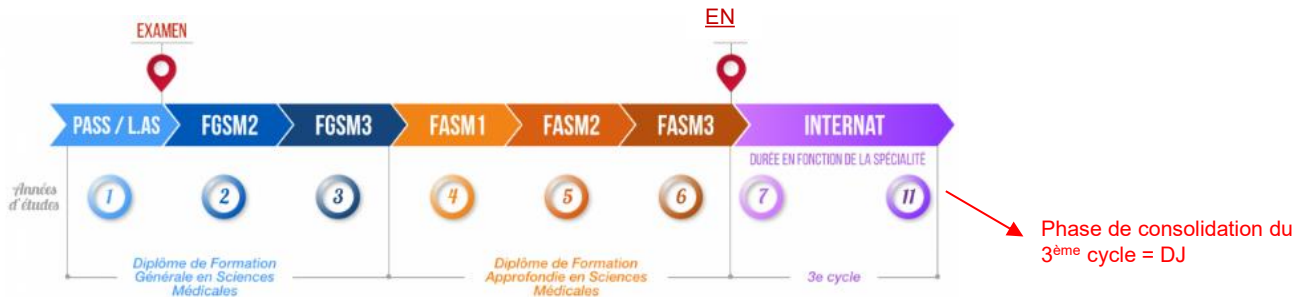 EXAMEN
EN
PASS / L.AS
FGSM2
FGSM3
FASM1
FASM2
FASM3
INTERNAT
DURÉE EN FONCTION DE LA SPÉCIALITÉ
Années
d'études
1
2
3
4
5
6
7
11
Phase de consolidation du
3ème cycle = DJ
Diplôme de Formation
Générale en Sciences
Médicales
Diplôme de Formation
Approfondie en Sciences
Médicales
3e cycle